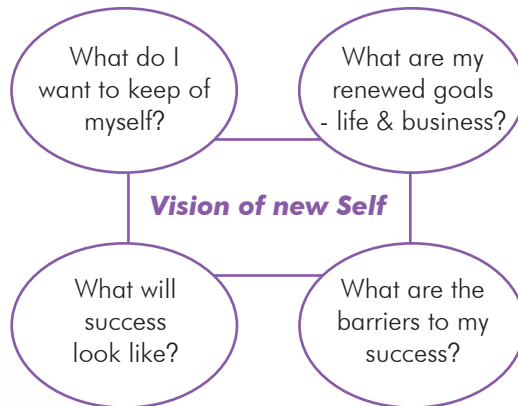 What do I
want to keep of
myself?
What are my
renewed goals
- life & business?
Vision of new Self
What will
success
look like?
What are the
barriers to my
success?